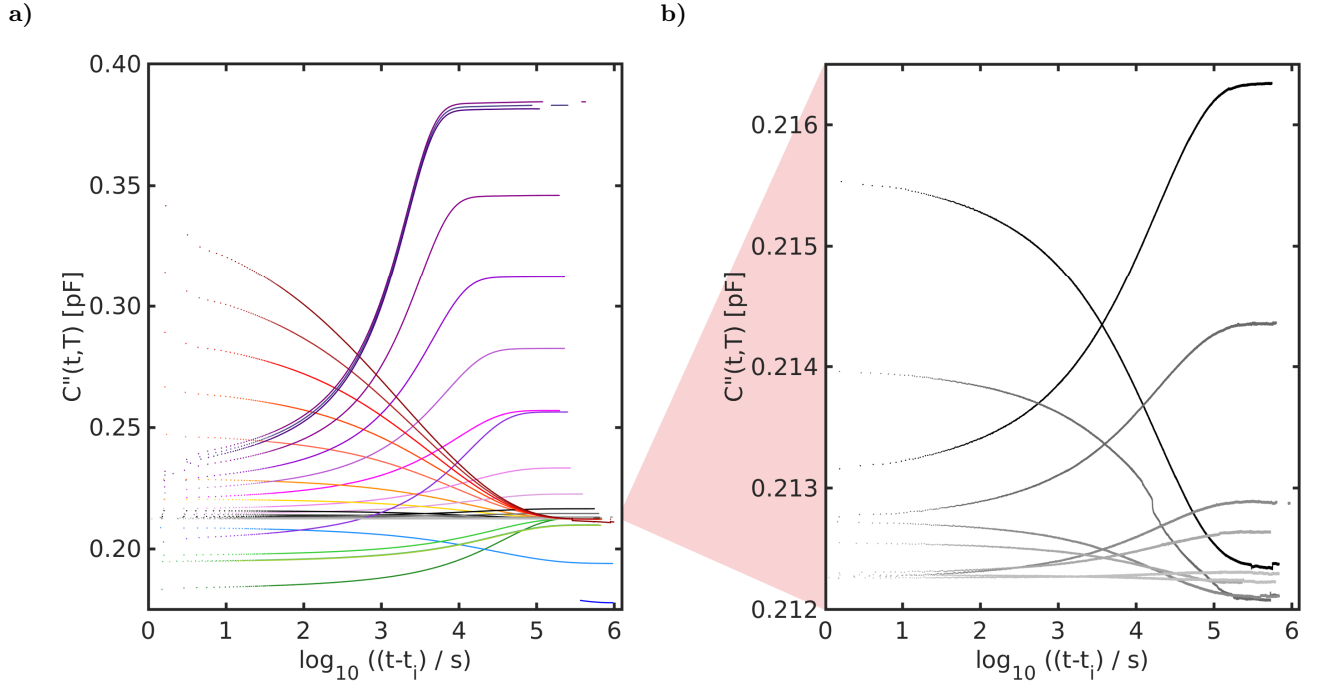 a)
b)
0.40
0.35
0.30
0.25
0.20
C"(t,T) [pF]
0 1 2 3 4 5 6
log10 ((t-ti) / s)
0.216
0.215
0.214
0.213
0.212
C"(t,T) [pF]
0 1 2 3 4 5 6
log10 ((t-ti) / s)